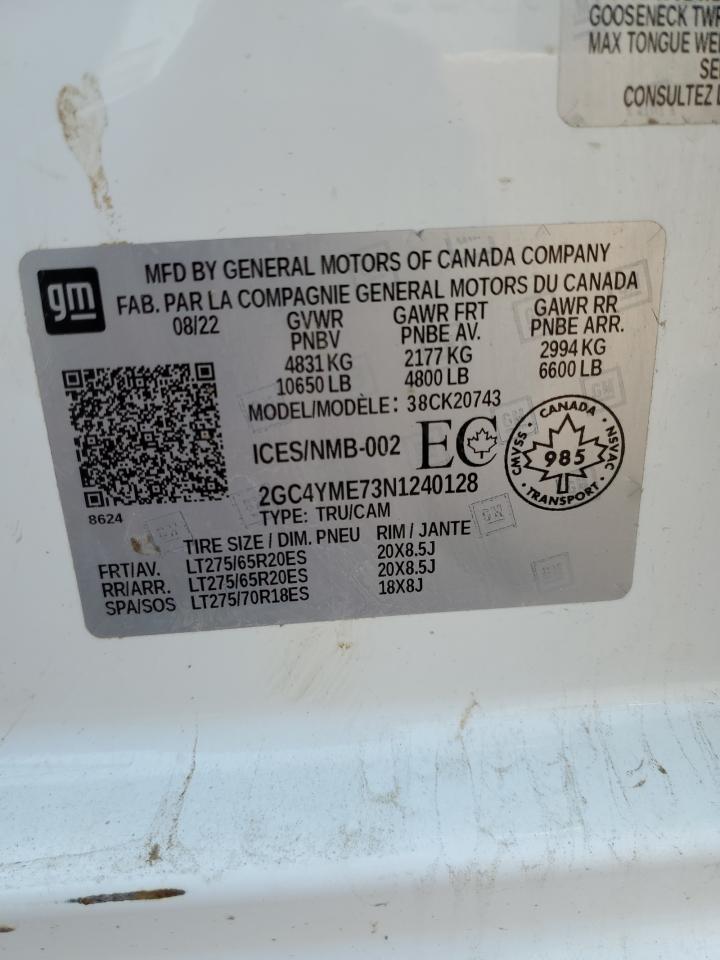 GOOSENECK TW
MAX TONGUE WE
SE
CONSULTEZ
gm
MFD BY GENERAL MOTORS OF CANADA COMPANY
FAB. PAR LA COMPAGNIE GENERAL MOTORS DU CANADA
08/22 GVWR GAWR FRT GAWR RR
PNBV PNBE AV. PNBE ARR.
4831 KG 2177 KG 2994 KG
10650 LB 4800 LB 6600 LB
MODEL/MODÈLE: 38CK20743
ICES/NMB-002 EC
CANADA
CMVSS 985 NSVAC
TRANSPORT
2GC4YME73N1240128
8624
TYPE: TRU/CAM
TIRE SIZE / DIM. PNEU RIM / JANTE
FRT/AV. LT275/65R20ES 20X8.5J
RR/ARR. LT275/65R20ES 20X8.5J
SPA/SOS LT275/70R18ES 18X8J